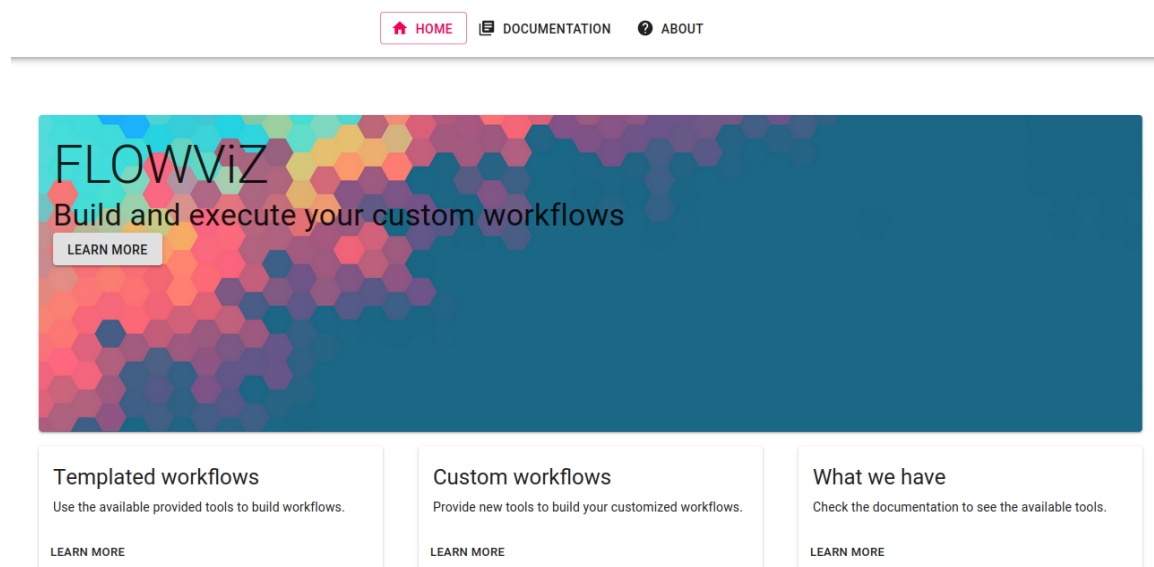 HOME DOCUMENTATION ABOUT
FLOWViZ
Build and execute your custom workflows
LEARN MORE
Templated workflows
Use the available provided tools to build workflows.
LEARN MORE
Custom workflows
Provide new tools to build your customized workflows.
LEARN MORE
What we have
Check the documentation to see the available tools.
LEARN MORE